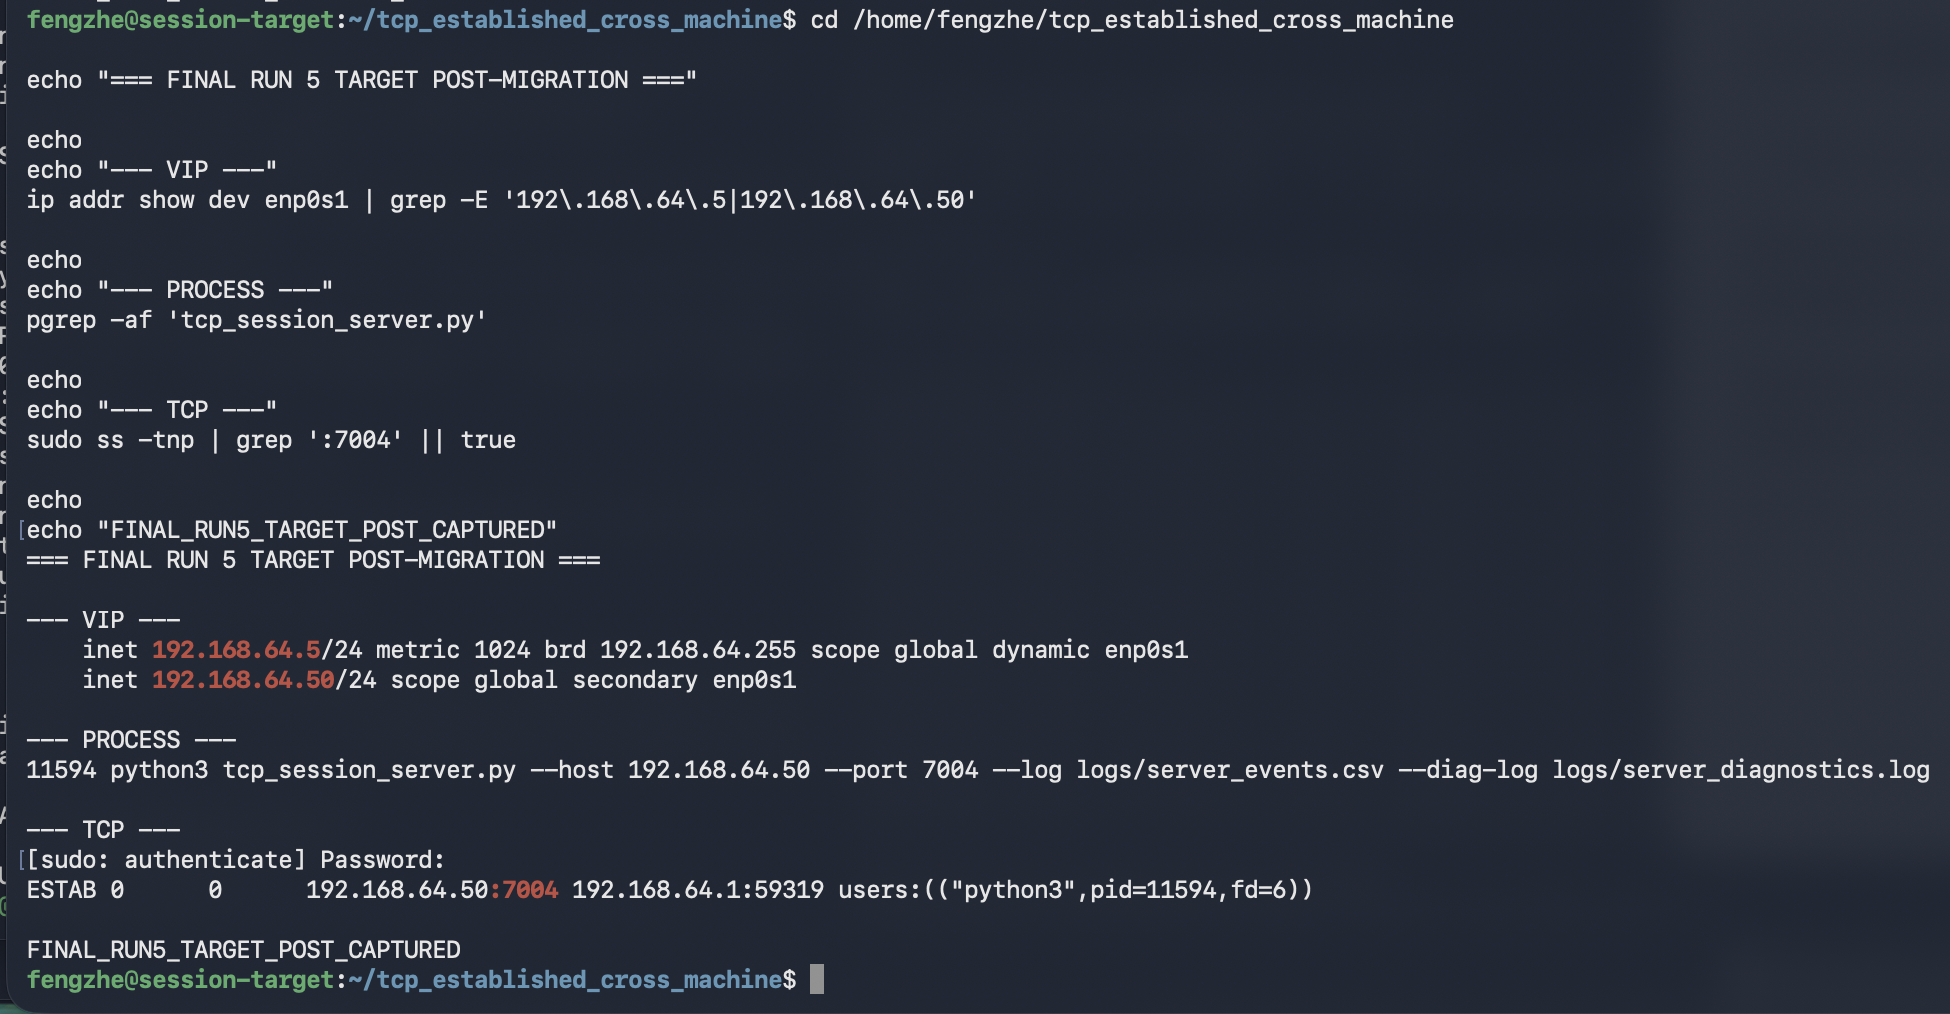 fengzhe@session-target:~/tcp_established_cross_machine$ cd /home/fengzhe/tcp_established_cross_machine
echo "=== FINAL RUN 5 TARGET POST-MIGRATION ==="
echo
echo "--- VIP ---"
ip addr show dev enp0s1 | grep -E '192\.168\.64\.5|192\.168\.64\.50'
echo
echo "--- PROCESS ---"
pgrep -af 'tcp_session_server.py'
echo
echo "--- TCP ---"
sudo ss -tnp | grep ':7004' || true
echo
[echo "FINAL_RUN5_TARGET_POST_CAPTURED"
=== FINAL RUN 5 TARGET POST-MIGRATION ===
--- VIP ---
    inet 192.168.64.5/24 metric 1024 brd 192.168.64.255 scope global dynamic enp0s1
    inet 192.168.64.50/24 scope global secondary enp0s1
--- PROCESS ---
11594 python3 tcp_session_server.py --host 192.168.64.50 --port 7004 --log logs/server_events.csv --diag-log logs/server_diagnostics.log
--- TCP ---
[[sudo: authenticate] Password:
ESTAB 0      0      192.168.64.50:7004 192.168.64.1:59319 users:(("python3",pid=11594,fd=6))
FINAL_RUN5_TARGET_POST_CAPTURED
fengzhe@session-target:~/tcp_established_cross_machine$